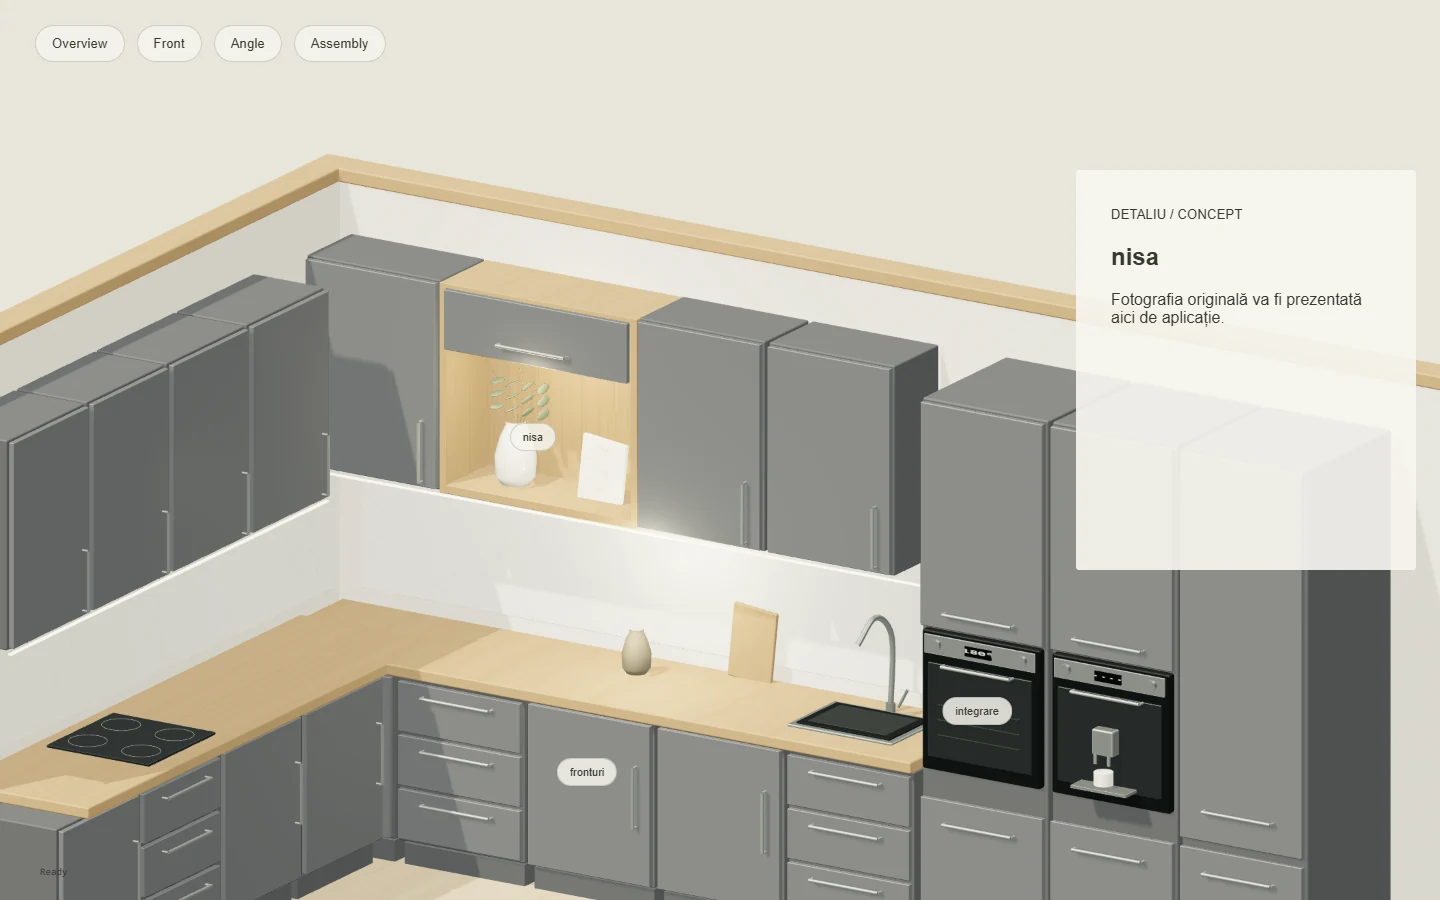 Overview
Front
Angle
Assembly
DETALIU / CONCEPT
nisa
Fotografia originală va fi prezentată
aici de aplicație.
nisa
integrare
fronturi
Ready